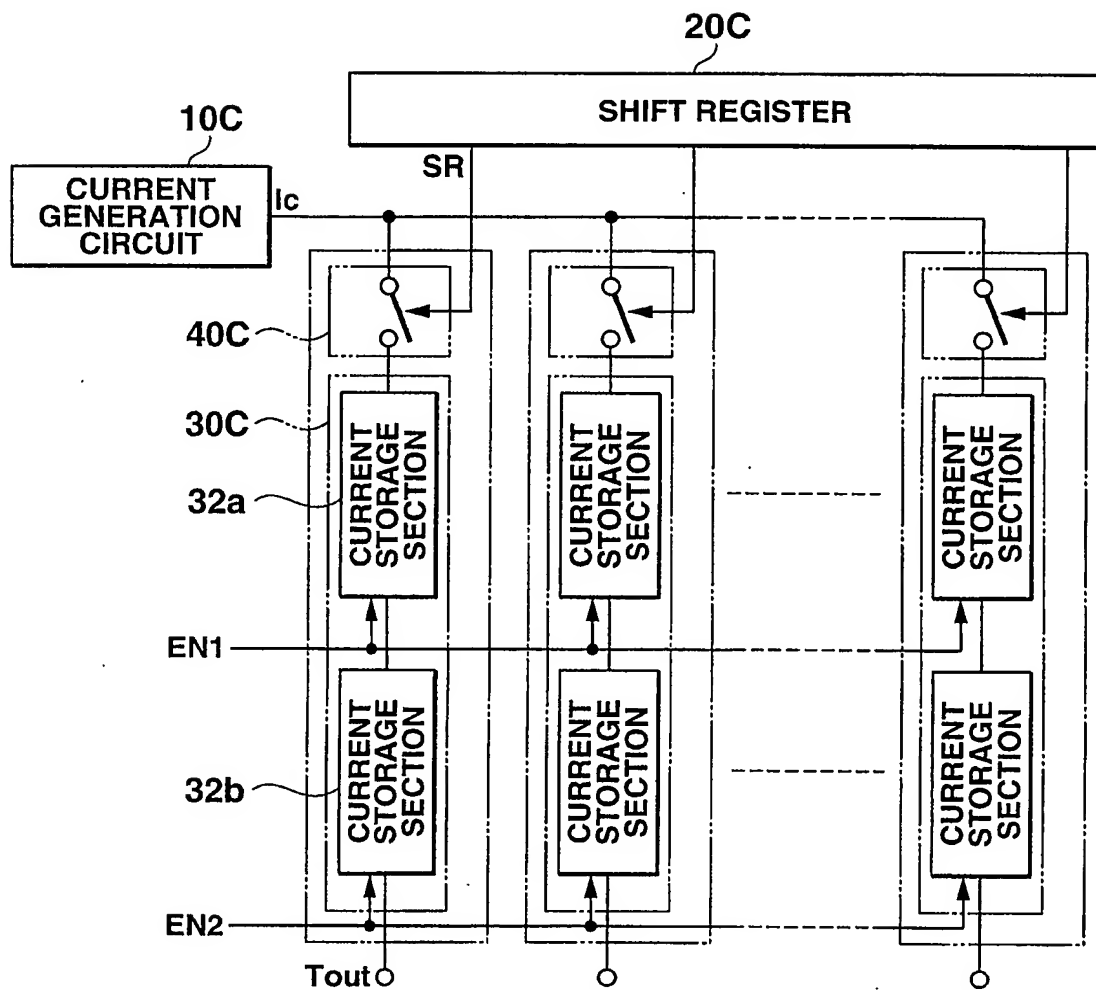 20C
SHIFT REGISTER
10C
CURRENT
GENERATION
CIRCUIT
Ic
SR
40C
30C
32a
CURRENT
STORAGE
SECTION
CURRENT
STORAGE
SECTION
CURRENT
STORAGE
SECTION
EN1
32b
CURRENT
STORAGE
SECTION
CURRENT
STORAGE
SECTION
CURRENT
STORAGE
SECTION
EN2
Tout